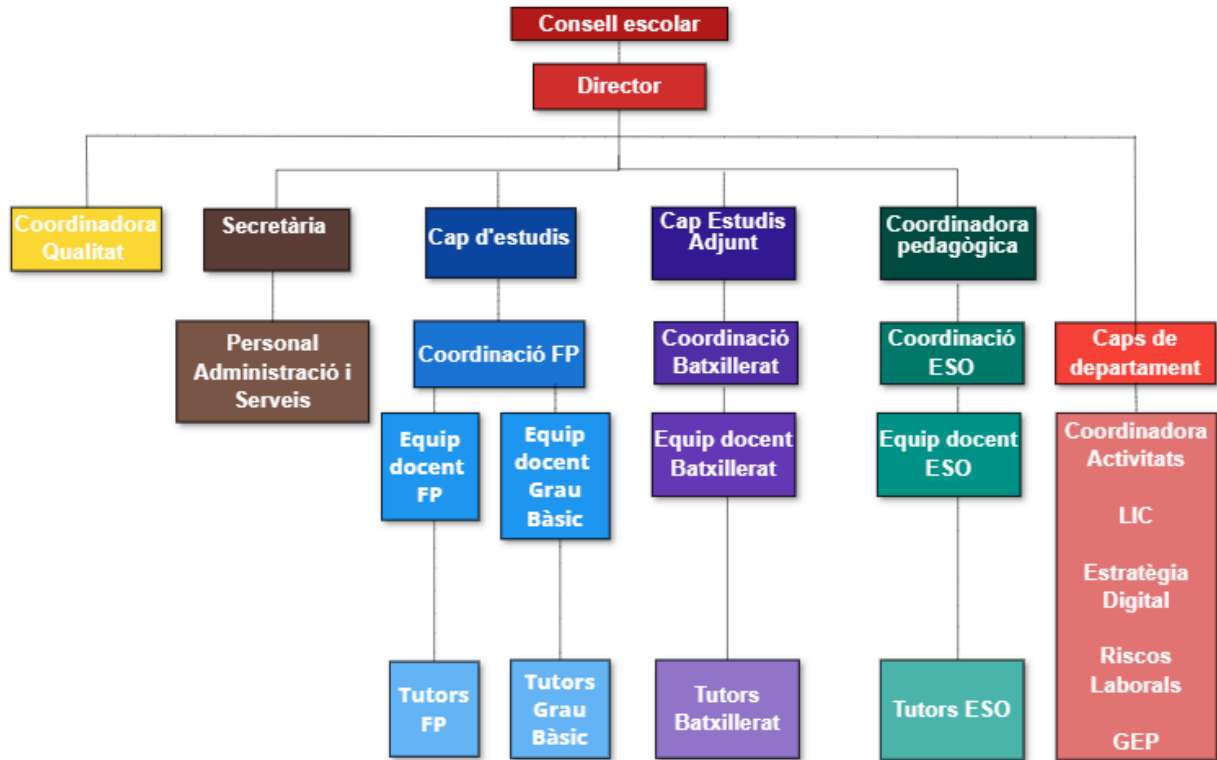 Consell escolar
Director
Coordinadora
Qualitat
Secretària
Cap d'estudis
Cap Estudis
Adjunt
Coordinadora
pedagògica
Personal
Administració i
Serveis
Coordinació FP
Coordinació
Batxillerat
Coordinació
ESO
Caps de
departament
Equip
docent
FP
Equip
docent
Grau
Bàsic
Equip docent
Batxillerat
Equip docent
ESO
Coordinadora
Activitats
LIC
Estratègia
Digital
Riscos
Laborals
GEP
Tutors
FP
Tutors
Grau
Bàsic
Tutors
Batxillerat
Tutors ESO